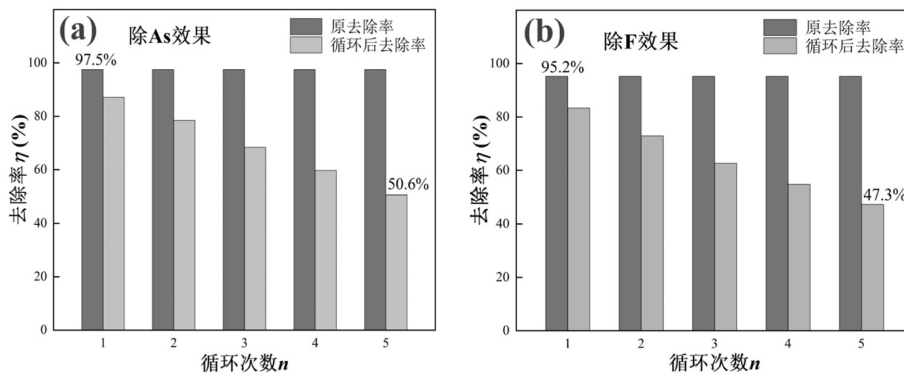 (a)
除As效果
原去除率
循环后去除率
97.5%
50.6%
100
80
60
40
20
0
去除率η(%)
1 2 3 4 5
循环次数n
(b)
除F效果
原去除率
循环后去除率
95.2%
47.3%
100
80
60
40
20
0
去除率η(%)
1 2 3 4 5
循环次数n